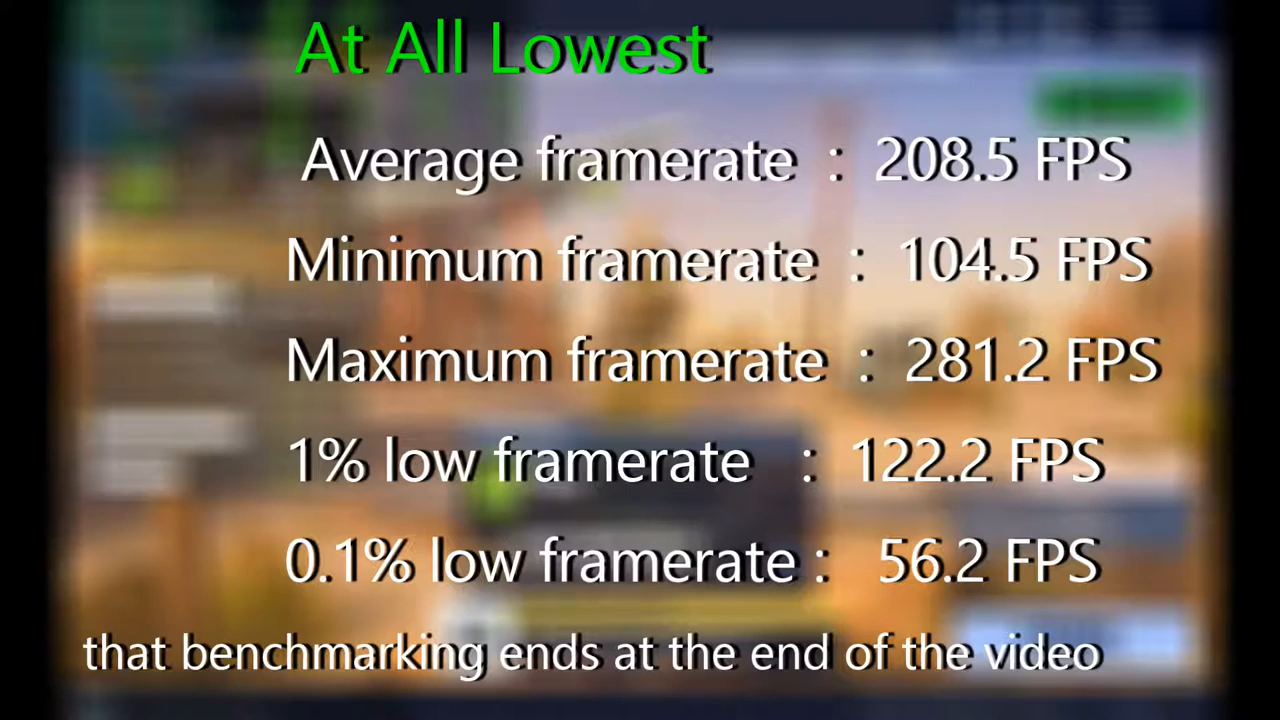 At All Lowest
Average framerate : 208.5 FPS
Minimum framerate : 104.5 FPS
Maximum framerate : 281.2 FPS
1% low framerate : 122.2 FPS
0.1% low framerate : 56.2 FPS
that benchmarking ends at the end of the video